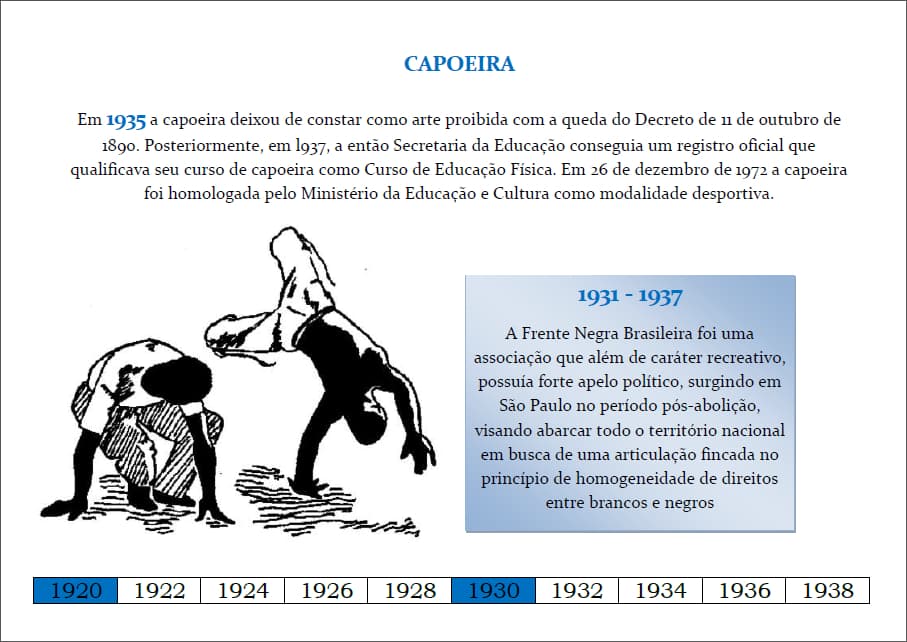 CAPOEIRA
Em 1935 a capoeira deixou de constar como arte proibida com a queda do Decreto de 11 de outubro de
1890. Posteriormente, em l937, a então Secretaria da Educação conseguia um registro oficial que
qualificava seu curso de capoeira como Curso de Educação Física. Em 26 de dezembro de 1972 a capoeira
foi homologada pelo Ministério da Educação e Cultura como modalidade desportiva.
1931 - 1937
A Frente Negra Brasileira foi uma
associação que além de caráter recreativo,
possuía forte apelo político, surgindo em
São Paulo no período pós-abolição,
visando abarcar todo o território nacional
em busca de uma articulação fincada no
princípio de homogeneidade de direitos
entre brancos e negros
1920 1922 1924 1926 1928 1930 1932 1934 1936 1938